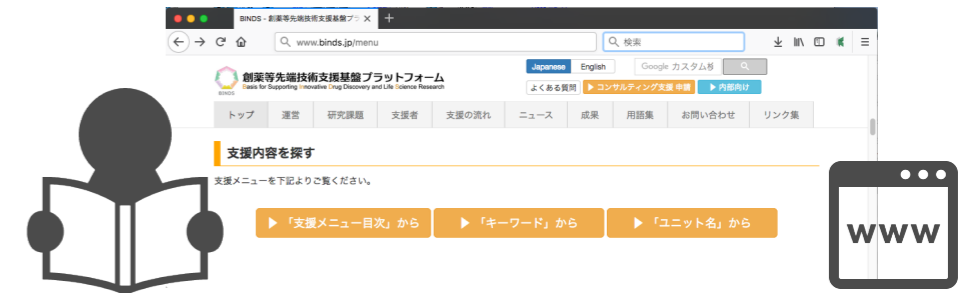 BINDS - 創薬等先端技術支援基盤プラ
www.binds.jp/menu
検索
創薬等先端技術支援基盤プラットフォーム
Basis for Supporting Innovative Drug Discovery and Life Science Research
BINDS
Japanese English Google カスタム検
よくある質問 ▶ コンサルティング支援 申請 ▶ 内部向け
トップ 運営 研究課題 支援者 支援の流れ ニュース 成果 用語集 お問い合わせ リンク集
支援内容を探す
支援メニューを下記よりご覧ください。
▶ 「支援メニュー目次」から ▶ 「キーワード」から ▶ 「ユニット名」から
www